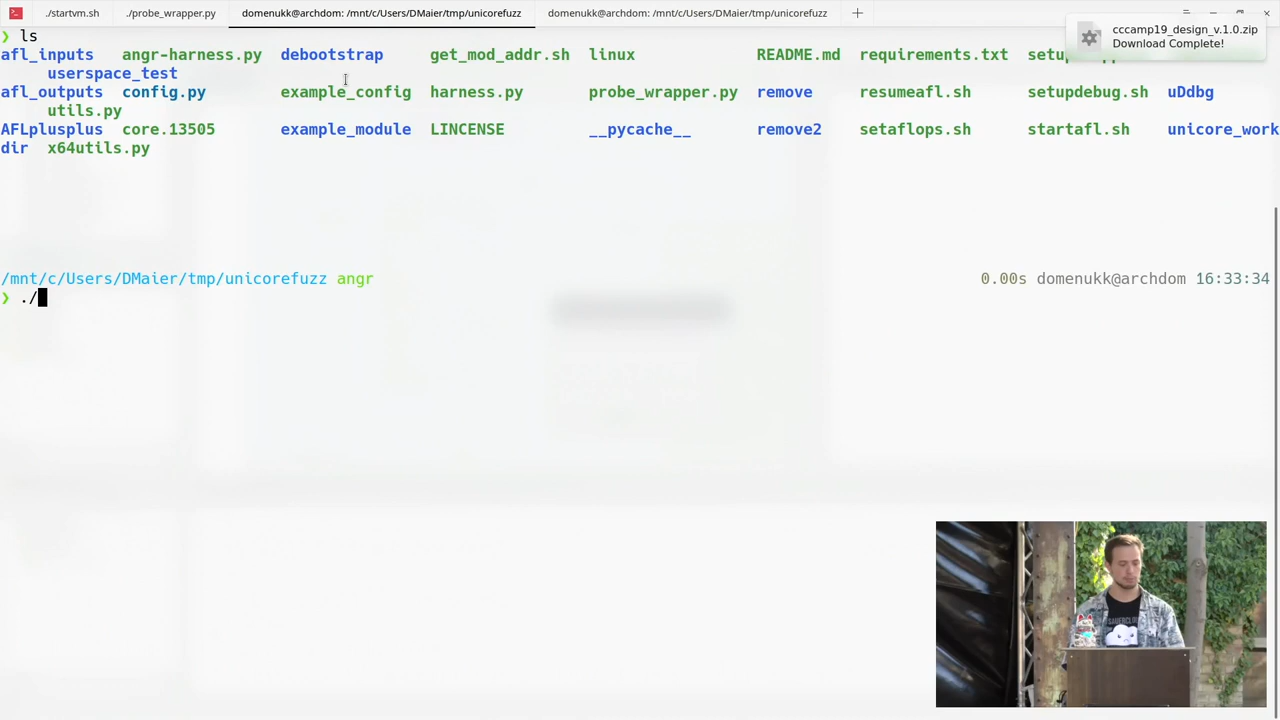 ./startvm.sh
./probe_wrapper.py
domenukk@archdom: /mnt/c/Users/DMaier/tmp/unicorefuzz
domenukk@archdom: /mnt/c/Users/DMaier/tmp/unicorefuzz
cccamp19_design_v.1.0.zip
Download Complete!
❯ ls
afl_inputs angr-harness.py debootstrap get_mod_addr.sh linux README.md requirements.txt
userspace_test
afl_outputs config.py example_config harness.py probe_wrapper.py remove resumeafl.sh setupdebug.sh uDdbg
utils.py
AFLplusplus core.13505 example_module LINCENSE __pycache__ remove2 setaflops.sh startafl.sh unicore_work
dir x64utils.py
/mnt/c/Users/DMaier/tmp/unicorefuzz angr 0.00s domenukk@archdom 16:33:34
❯ ./